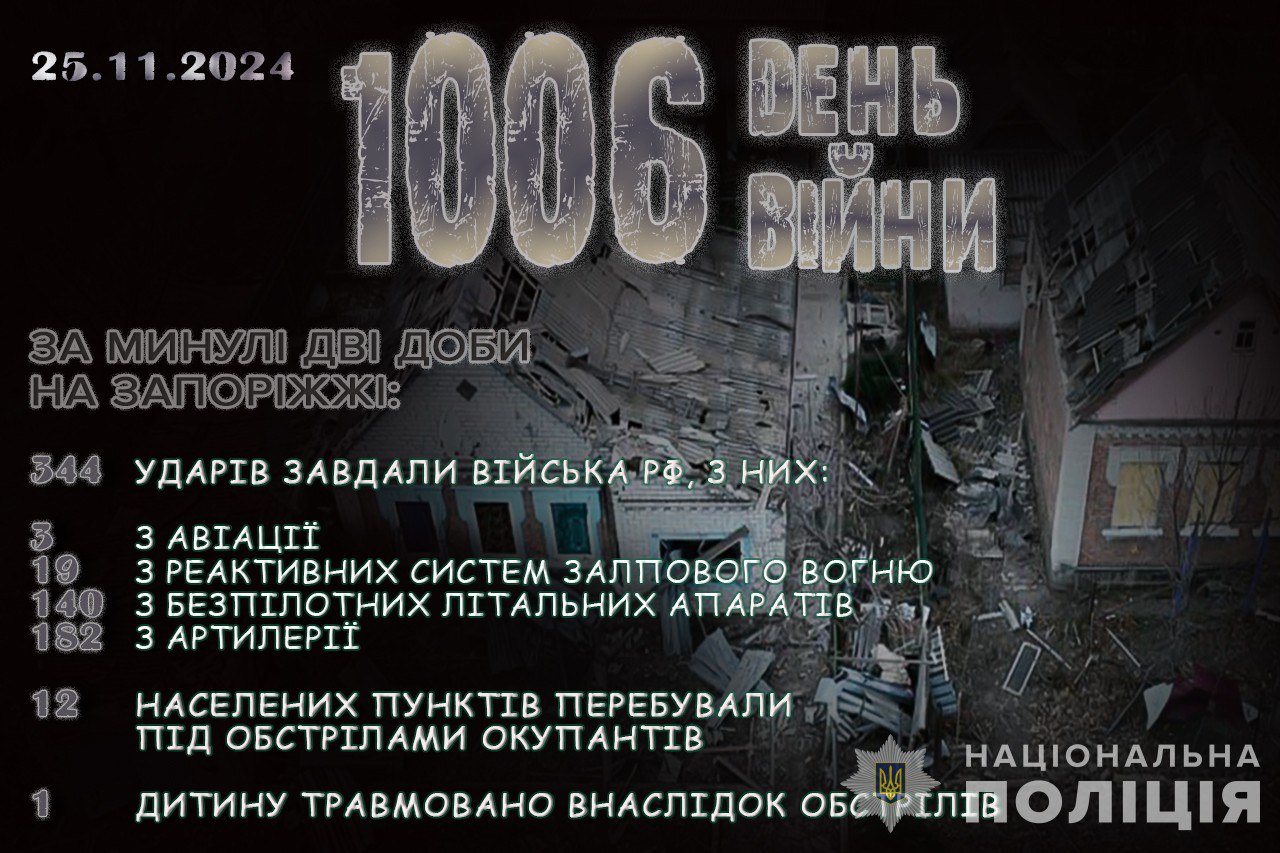 25.11.2024
1006 ДЕНЬ
ВІЙНИ
ЗА МИНУЛІ ДВІ ДОБИ
НА ЗАПОРІЖЖІ:
344 УДАРІВ ЗАВДАЛИ ВІЙСЬКА РФ, З НИХ:
3 З АВІАЦІЇ
19 З РЕАКТИВНИХ СИСТЕМ ЗАЛПОВОГО ВОГНЮ
140 З БЕЗПІЛОТНИХ ЛІТАЛЬНИХ АПАРАТІВ
182 З АРТИЛЕРІЇ
12 НАСЕЛЕНИХ ПУНКТІВ ПЕРЕБУВАЛИ
ПІД ОБСТРІЛАМИ ОКУПАНТІВ
1 ДИТИНУ ТРАВМОВАНО ВНАСЛІДОК ОБСТРІЛІВ
НАЦІОНАЛЬНА
ПОЛІЦІЯ